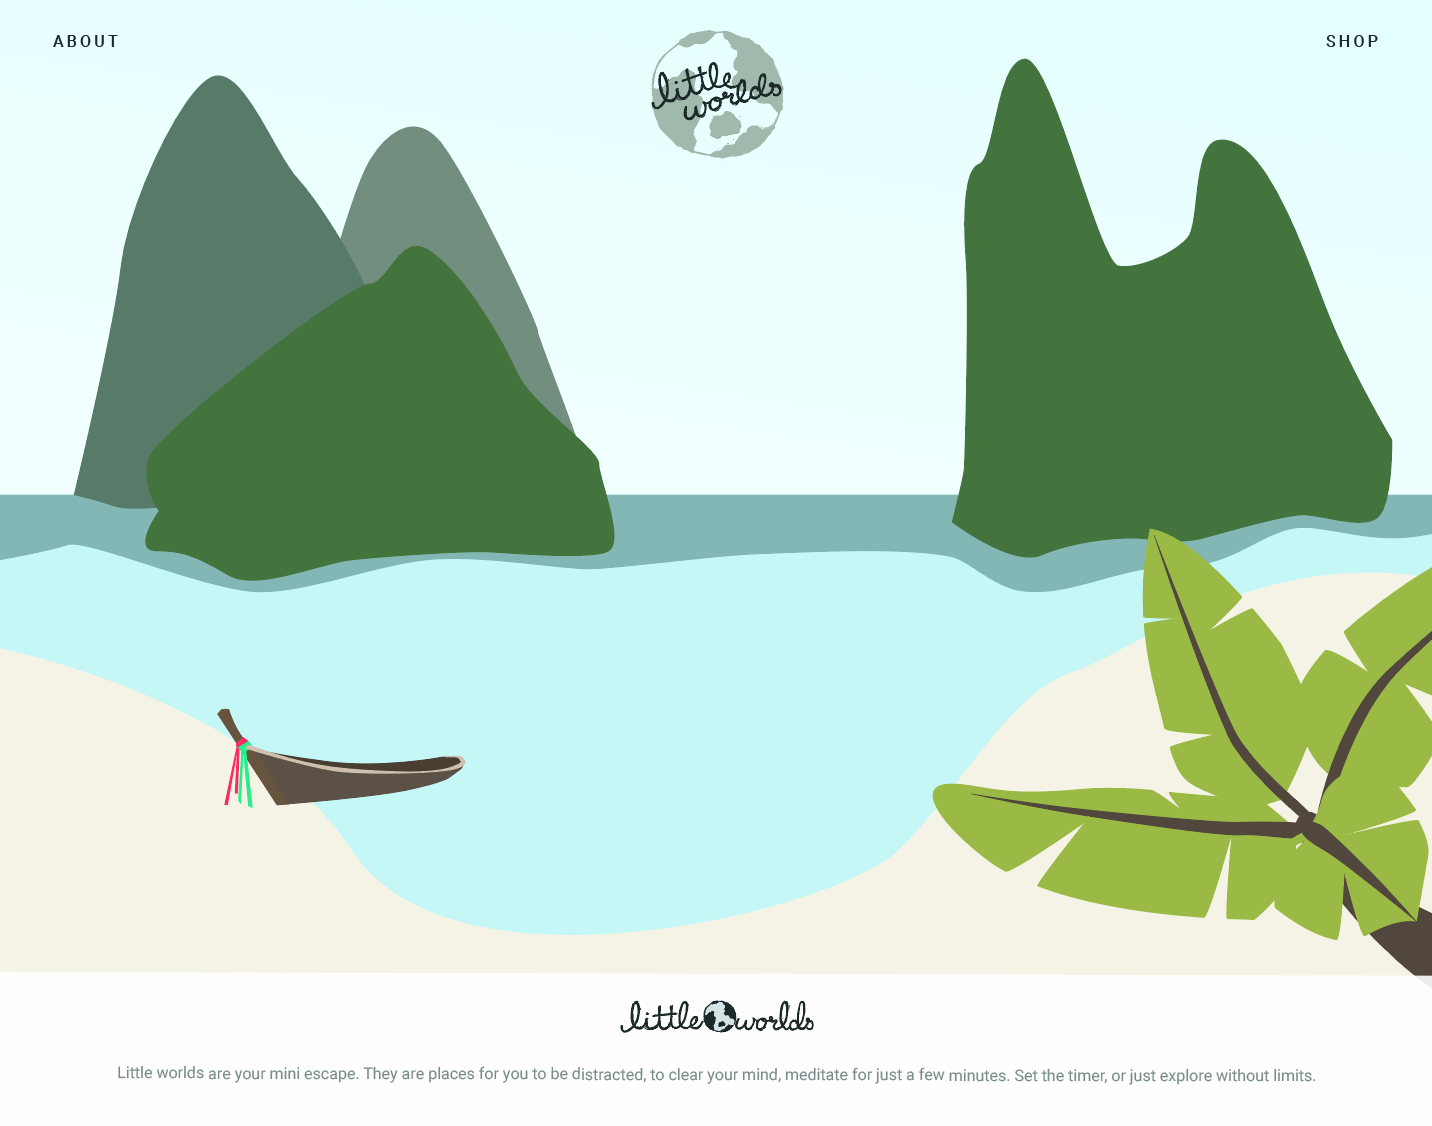 ABOUT
SHOP
little
worlds
little worlds
Little worlds are your mini escape. They are places for you to be distracted, to clear your mind, meditate for just a few minutes. Set the timer, or just explore without limits.